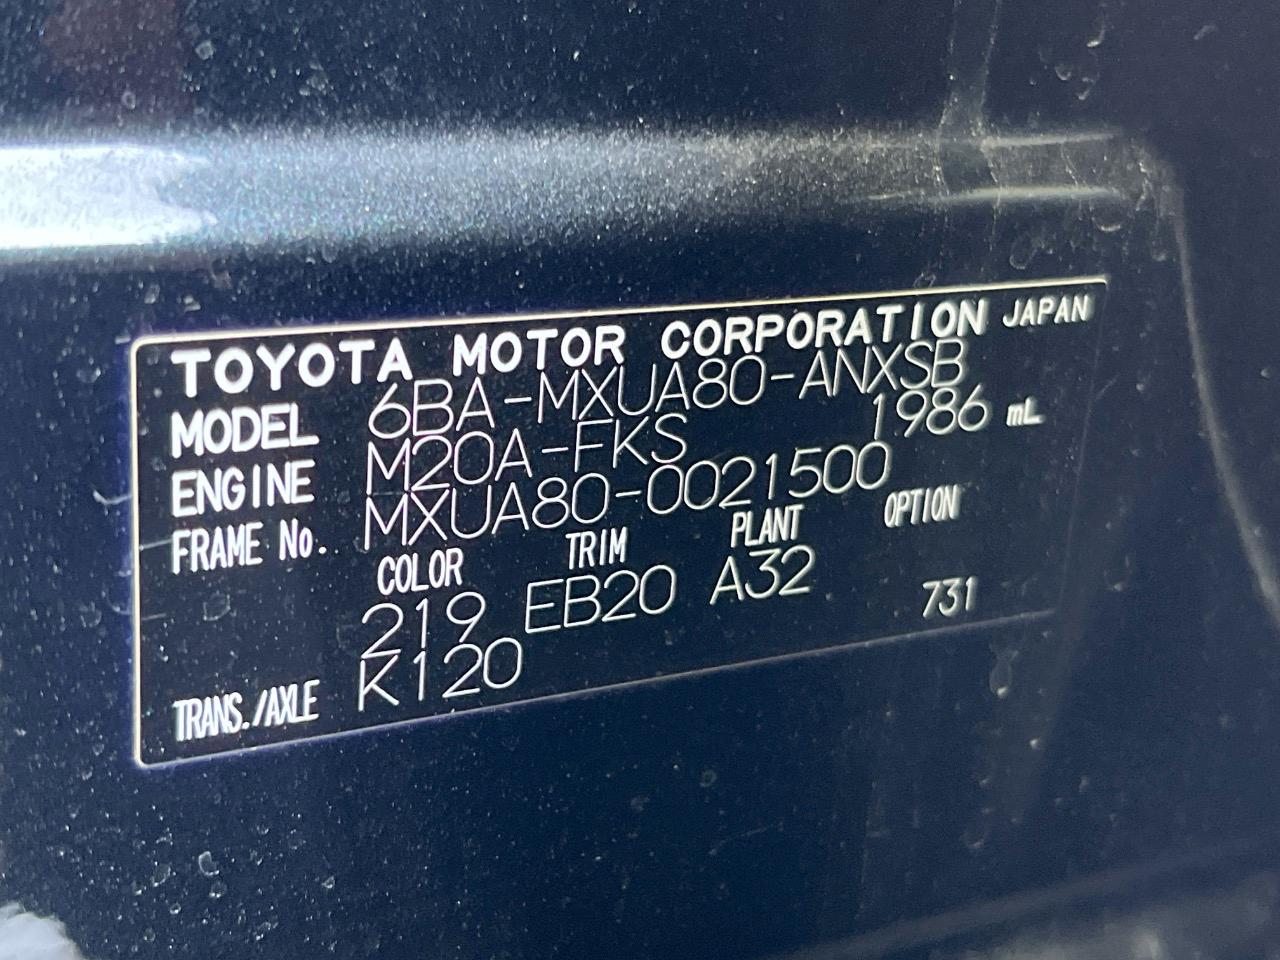 TOYOTA MOTOR CORPORATION JAPAN
MODEL 6BA-MXUA80-ANXSB
ENGINE M20A-FKS 1986 mL
FRAME No. MXUA80-0021500
COLOR TRIM PLANT OPTION
219 EB20 A32 731
TRANS./AXLE K120